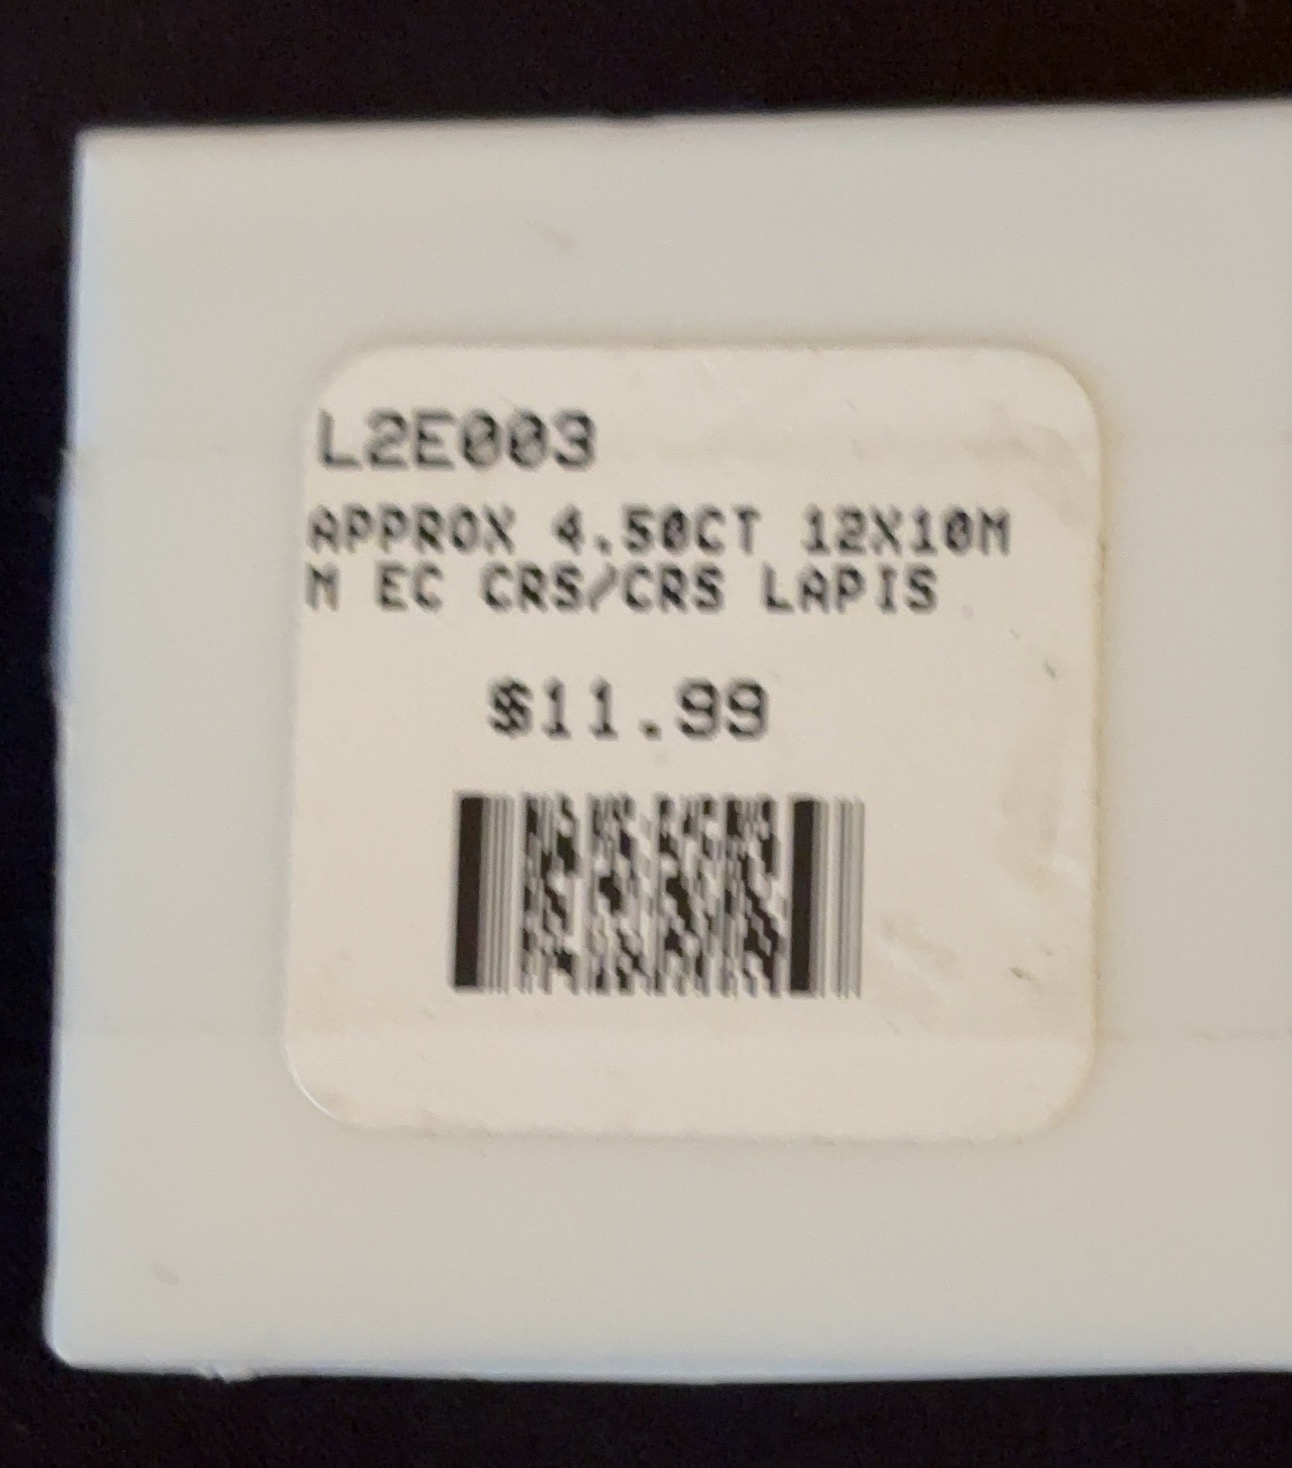 L2E003
APPROX 4.50CT 12X10M
M EC CRS/CRS LAPIS
$11.99